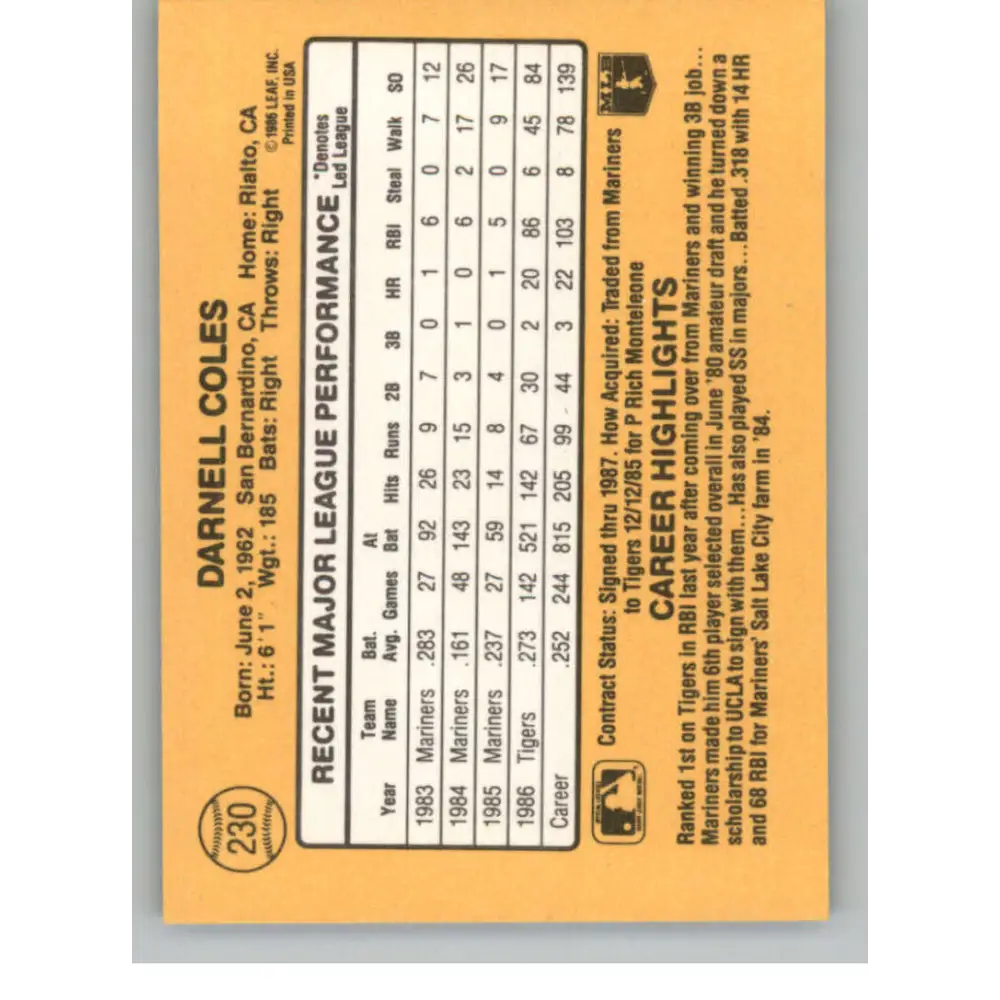 230
DARNELL COLES
Born: June 2, 1962 San Bernardino, CA Home: Rialto, CA
Ht.: 6'1" Wgt.: 185 Bats: Right Throws: Right
© 1986 LEAF, INC.
Printed in USA
RECENT MAJOR LEAGUE PERFORMANCE
*Denotes
Led League
Year Team Name Bat. Avg. Games At Bat Hits Runs 2B 3B HR RBI Steal Walk SO
1983 Mariners .283 27 92 26 9 7 0 1 6 0 7 12
1984 Mariners .161 48 143 23 15 3 1 0 6 2 17 26
1985 Mariners .237 27 59 14 8 4 0 1 5 0 9 17
1986 Tigers .273 142 521 142 67 30 2 20 86 6 45 84
Career .252 244 815 205 99 44 3 22 103 8 78 139
Contract Status: Signed thru 1987. How Acquired: Traded from Mariners
to Tigers 12/12/85 for P Rich Monteleone
MLB
CAREER HIGHLIGHTS
Ranked 1st on Tigers in RBI last year after coming over from Mariners and winning 3B job...
Mariners made him 6th player selected overall in June '80 amateur draft and he turned down a
scholarship to UCLA to sign with them...Has also played SS in majors...Batted .318 with 14 HR
and 68 RBI for Mariners' Salt Lake City farm in '84.